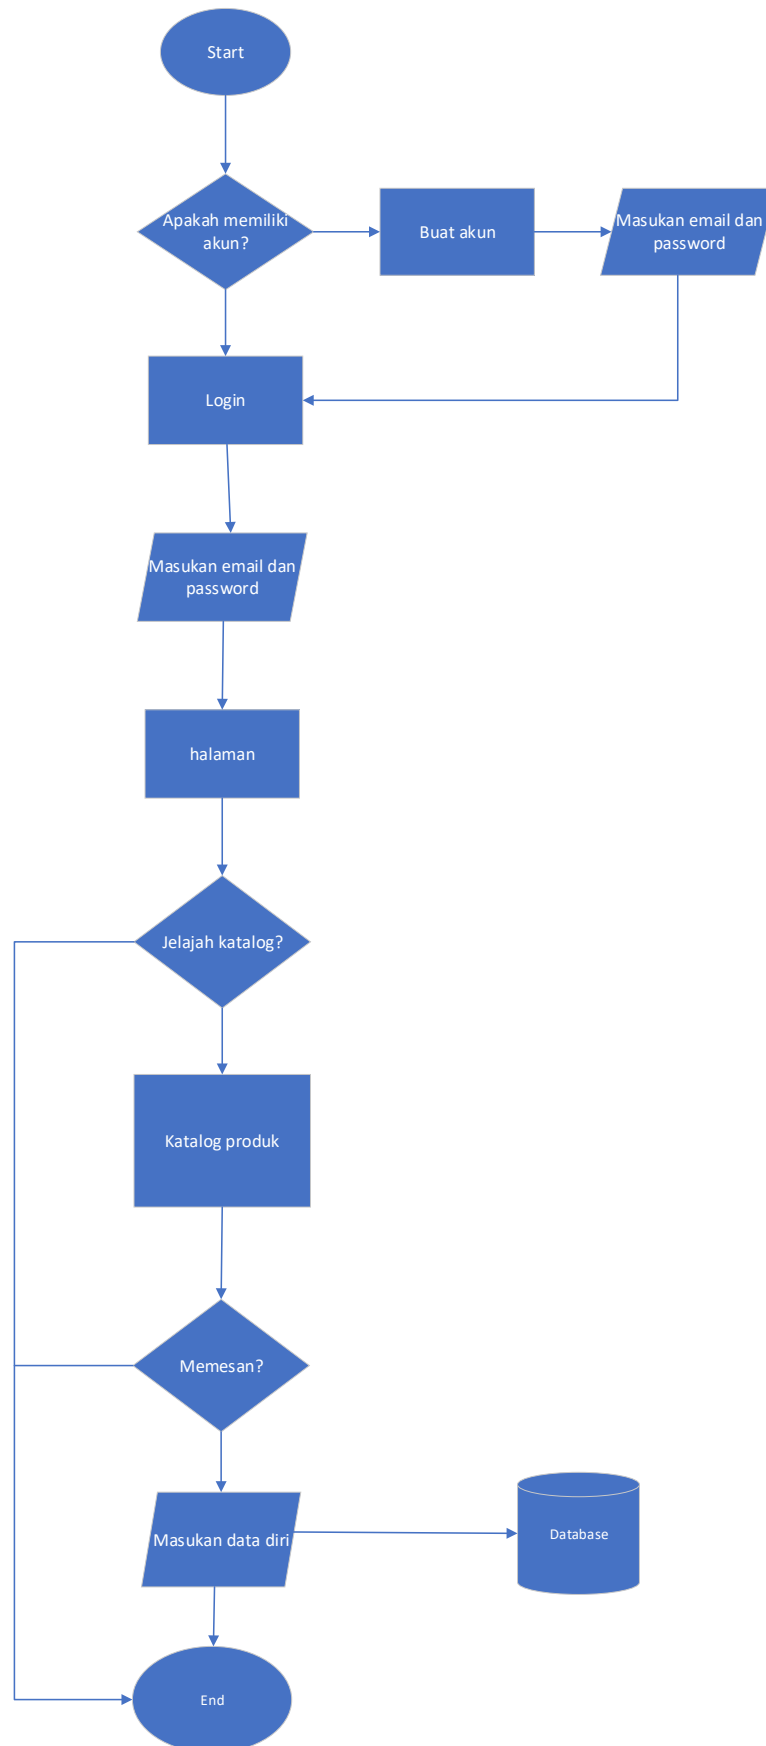 Start
Apakah memiliki
akun?
Buat akun
Masukan email dan
password
Login
Masukan email dan
password
halaman
Jelajah katalog?
Katalog produk
Memesan?
Masukan data diri
Database
End